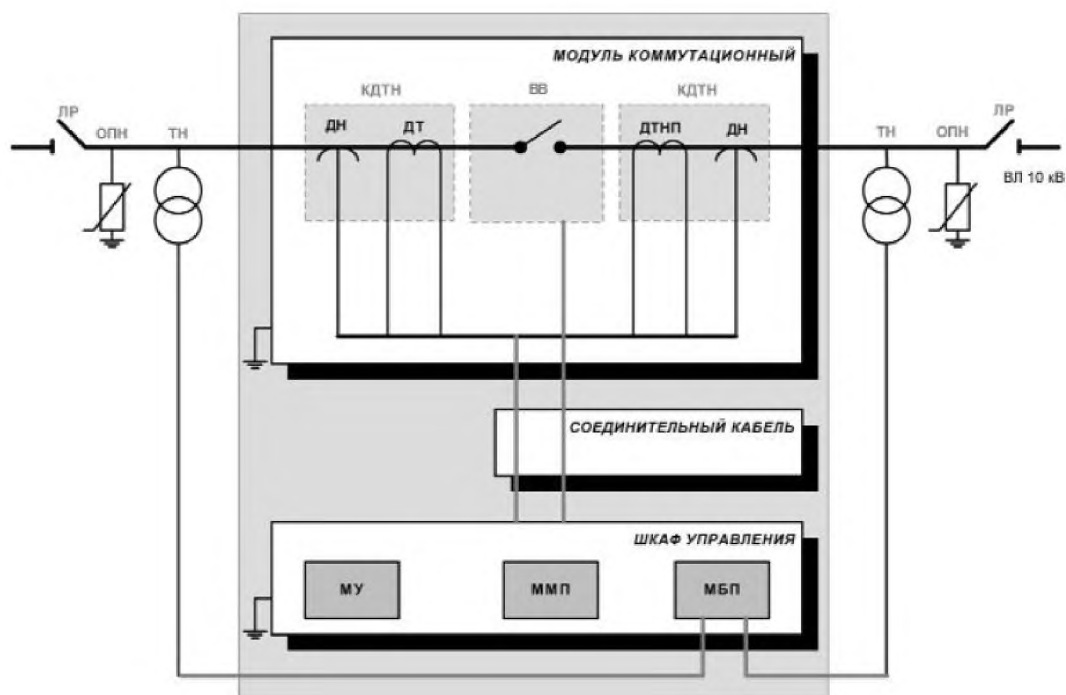 МОДУЛЬ КОММУТАЦИОННЫЙ
КДТН
ВВ
КДТН
ЛР
ОПН
ТН
ДН
ДТ
ДТНП
ДН
ТН
ОПН
ЛР
ВЛ 10 кВ
СОЕДИНИТЕЛЬНЫЙ КАБЕЛЬ
ШКАФ УПРАВЛЕНИЯ
МУ
ММП
МБП